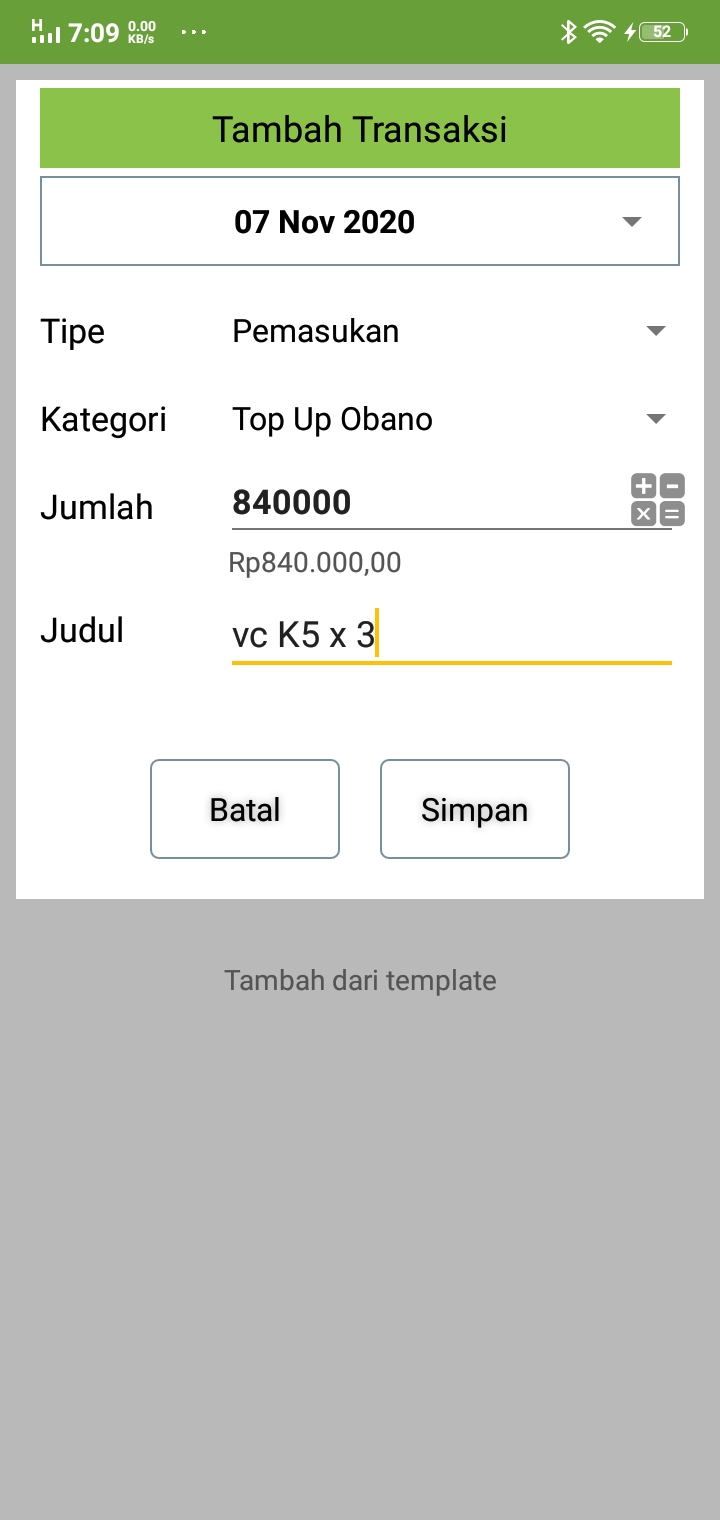 H 7:09 0.00 KB/s ... 52
Tambah Transaksi
07 Nov 2020
Tipe Pemasukan
Kategori Top Up Obano
Jumlah 840000
Rp840.000,00
Judul vc K5 x 3
Batal Simpan
Tambah dari template